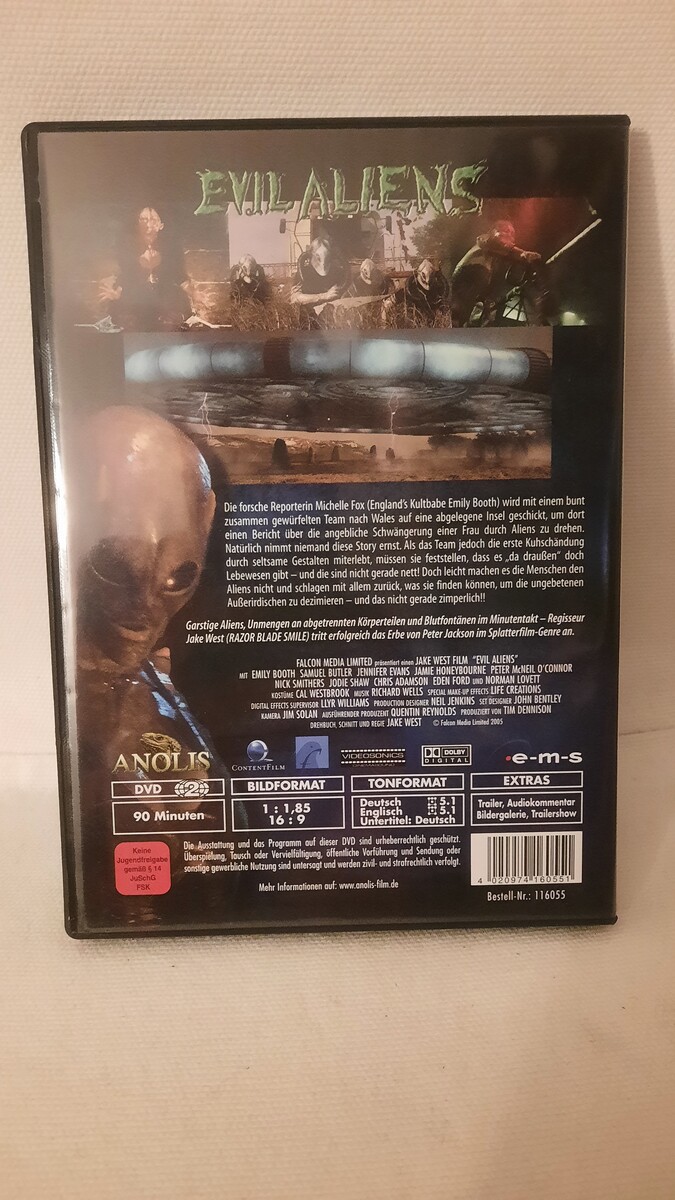 EVIL ALIENS
Die forsche Reporterin Michelle Fox (England's Kultbabe Emily Booth) wird mit einem bunt
zusammen gewürfelten Team nach Wales auf eine abgelegene Insel geschickt, um dort
einen Bericht über die angebliche Schwängerung einer Frau durch Aliens zu drehen.
Natürlich nimmt niemand diese Story ernst. Als das Team jedoch die erste Kuhschändung
durch seltsame Gestalten miterlebt, müssen sie feststellen, dass es „da draußen" doch
Lebewesen gibt – und die sind nicht gerade nett! Doch leicht machen es die Menschen den
Aliens nicht und schlagen mit allem zurück, was sie finden können, um die ungebetenen
Außerirdischen zu dezimieren – und das nicht gerade zimperlich!!
Garstige Aliens, Unmengen an abgetrennten Körperteilen und Blutfontänen im Minutentakt – Regisseur
Jake West (RAZOR BLADE SMILE) tritt erfolgreich das Erbe von Peter Jackson im Splatterfilm-Genre an.
FALCON MEDIA LIMITED präsentiert einen JAKE WEST FILM "EVIL ALIENS"
MIT EMILY BOOTH SAMUEL BUTLER JENNIFER EVANS JAMIE HONEYBOURNE PETER McNEIL O'CONNOR
NICK SMITHERS JODIE SHAW CHRIS ADAMSON EDEN FORD UND NORMAN LOVETT
KOSTÜME CAL WESTBROOK MUSIK RICHARD WELLS SPECIAL MAKE-UP EFFECTS LIFE CREATIONS
DIGITAL EFFECTS SUPERVISOR LLYR WILLIAMS PRODUCTION DESIGNER NEIL JENKINS SET DESIGNER JOHN BENTLEY
KAMERA JIM SOLAN AUSFÜHRENDER PRODUZENT QUENTIN REYNOLDS PRODUZIERT VON TIM DENNISON
DREHBUCH, SCHNITT UND REGIE JAKE WEST © Falcon Media Limited 2005
ANOLIS
CONTENTFILM
VIDEOSONICS
DOLBY
DIGITAL
e-m-s
DVD 2
90 Minuten
BILDFORMAT
1 : 1,85
16 : 9
TONFORMAT
Deutsch 5.1
Englisch 5.1
Untertitel: Deutsch
EXTRAS
Trailer, Audiokommentar
Bildergalerie, Trailershow
Keine
Jugendfreigabe
gemäß § 14
JuSchG
FSK
Die Ausstattung und das Programm auf dieser DVD sind urheberrechtlich geschützt.
Überspielung, Tausch oder Vervielfältigung, öffentliche Vorführung und Sendung oder
sonstige gewerbliche Nutzung sind untersagt und werden zivil- und strafrechtlich verfolgt.
Mehr Informationen auf: www.anolis-film.de
4 020974 160551
Bestell-Nr.: 116055